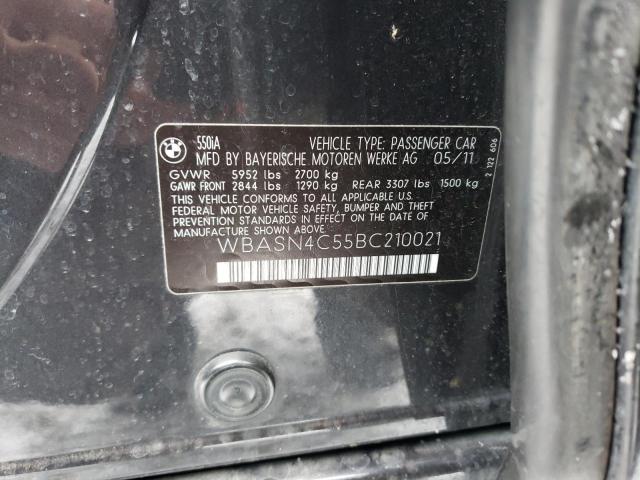 BMW
550iA VEHICLE TYPE: PASSENGER CAR
MFD BY BAYERISCHE MOTOREN WERKE AG 05/11
GVWR 5952 lbs 2700 kg
GAWR FRONT 2844 lbs 1290 kg REAR 3307 lbs 1500 kg
THIS VEHICLE CONFORMS TO ALL APPLICABLE U.S.
FEDERAL MOTOR VEHICLE SAFETY, BUMPER AND THEFT
PREVENTION STANDARDS IN EFFECT ON THE DATE OF
MANUFACTURE SHOWN ABOVE.
WBASN4C55BC210021